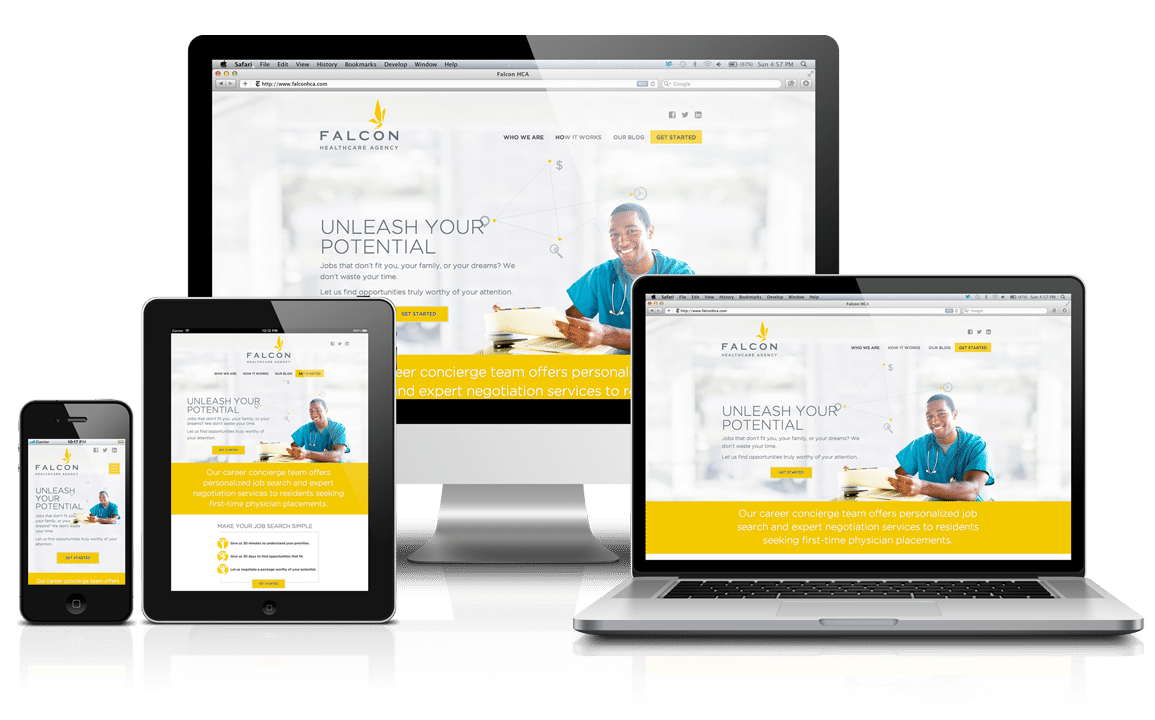 Safari File Edit View History Bookmarks Develop Window Help
(87%) Sun 4:57 PM
Falcon HCA
http://www.falconhca.com
Google
FALCON
HEALTHCARE AGENCY
WHO WE ARE HOW IT WORKS OUR BLOG GET STARTED
$
UNLEASH YOUR
POTENTIAL
Jobs that don't fit you, your family, or your dreams? We
don't waste your time.
Let us find opportunities truly worthy of your attention.
GET STARTED
eer concierge team offers personaliz
and expert negotiation services to re
Carrier 10:12 PM
FALCON
HEALTHCARE AGENCY
WHO WE ARE HOW IT WORKS OUR BLOG GET STARTED
$
UNLEASH YOUR
POTENTIAL
Jobs that don't fit you, your family, or your
dreams? We don't waste your time.
Let us find opportunities truly worthy of
your attention.
GET STARTED
Our career concierge team offers
personalized job search and expert
negotiation services to residents seeking
first-time physician placements.
MAKE YOUR JOB SEARCH SIMPLE
Give us 30 minutes to understand your priorities.
Give us 30 days to find opportunities that fit.
Let us negotiate a package worthy of your potential.
GET STARTED
Carrier 10:17 PM
FALCON
HEALTHCARE AGENCY
UNLEASH
YOUR
POTENTIAL
Jobs that don't fit you,
your family, or your
dreams? We don't waste
your time.
Let us find opportunities truly worthy of your
attention.
GET STARTED
Our career concierge team offers
Safari File Edit View History Bookmarks Develop Window Help
(87%) Sun 4:57 PM
Falcon HCA
http://www.falconhca.com
Google
FALCON
HEALTHCARE AGENCY
WHO WE ARE HOW IT WORKS OUR BLOG GET STARTED
$
UNLEASH YOUR
POTENTIAL
Jobs that don't fit you, your family, or your dreams? We
don't waste your time.
Let us find opportunities truly worthy of your attention.
GET STARTED
Our career concierge team offers personalized job
search and expert negotiation services to residents
seeking first-time physician placements.